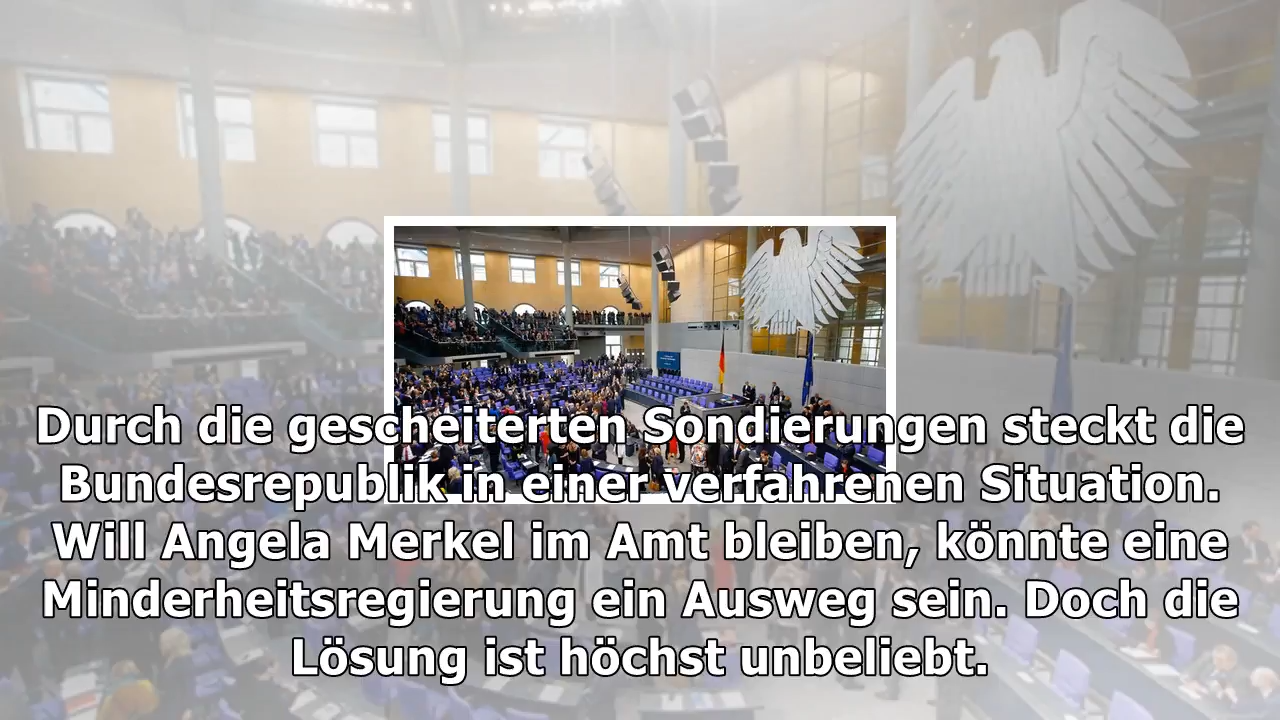 Durch die gescheiterten Sondierungen steckt die
Bundesrepublik in einer verfahrenen Situation.
Will Angela Merkel im Amt bleiben, könnte eine
Minderheitsregierung ein Ausweg sein. Doch die
Lösung ist höchst unbeliebt.